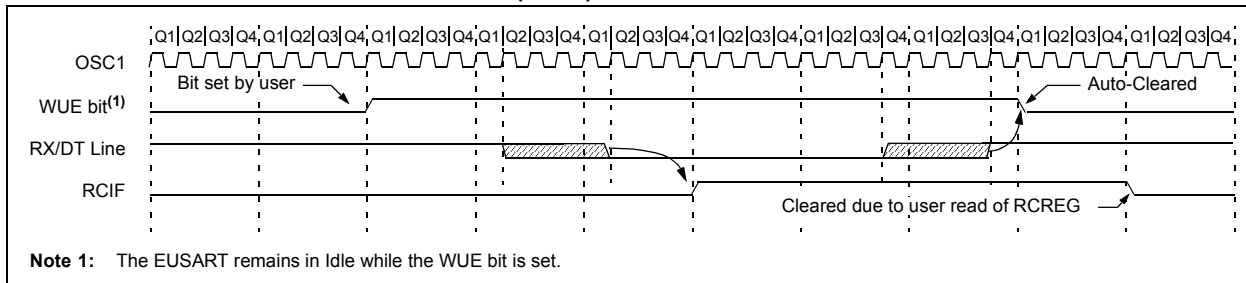 Q1 Q2 Q3 Q4 Q1 Q2 Q3 Q4 Q1 Q2 Q3 Q4 Q1 Q2 Q3 Q4 Q1 Q2 Q3 Q4 Q1 Q2 Q3 Q4 Q1 Q2 Q3 Q4 Q1 Q2 Q3 Q4 Q1 Q2 Q3 Q4 Q1 Q2 Q3 Q4
OSC1
Bit set by user
Auto-Cleared
WUE bit(1)
RX/DT Line
RCIF
Cleared due to user read of RCREG
Note 1: The EUSART remains in Idle while the WUE bit is set.